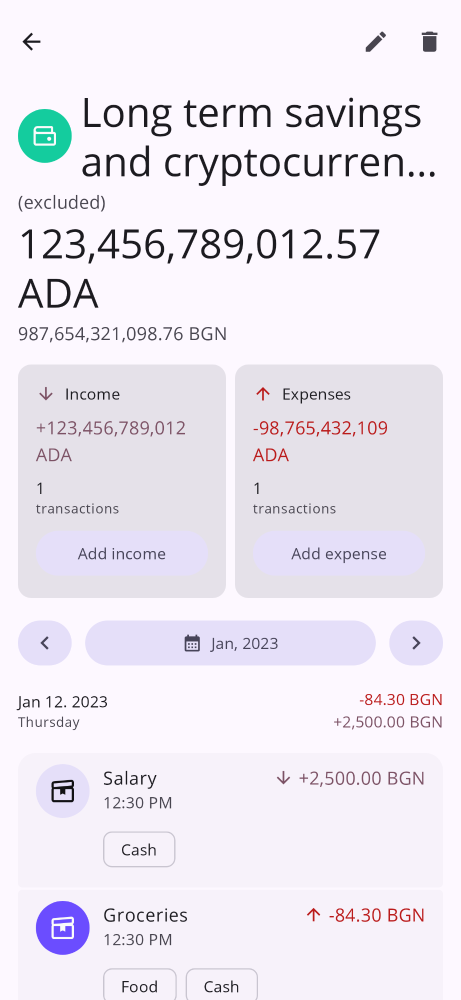 Long term savings
and cryptocurren...
(excluded)
123,456,789,012.57
ADA
987,654,321,098.76 BGN
Income
+123,456,789,012
ADA
1
transactions
Add income
Expenses
-98,765,432,109
ADA
1
transactions
Add expense
Jan, 2023
Jan 12. 2023
-84.30 BGN
Thursday
+2,500.00 BGN
Salary
+2,500.00 BGN
12:30 PM
Cash
Groceries
-84.30 BGN
12:30 PM
Food
Cash